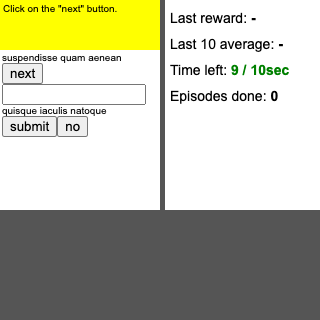 Click on the "next" button.
suspendisse quam aenean
next
quisque iaculis natoque
submit no
Last reward: -
Last 10 average: -
Time left: 9 / 10sec
Episodes done: 0